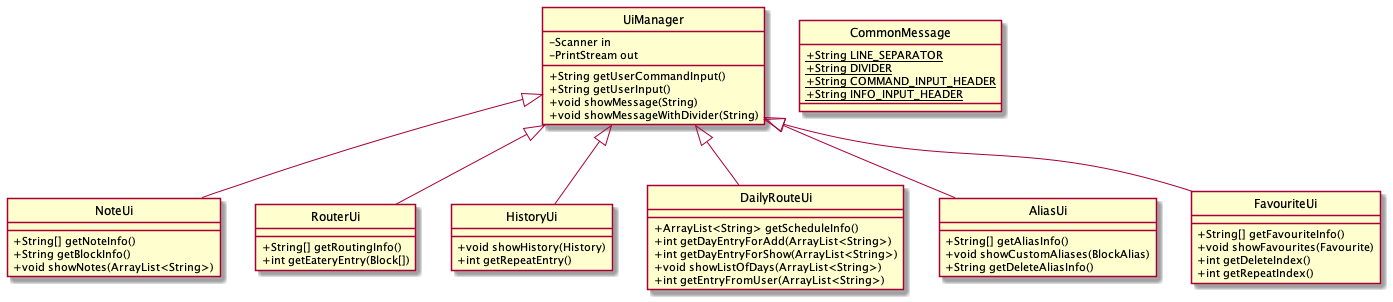 UiManager
-Scanner in
-PrintStream out
+String getUserCommandInput()
+String getUserInput()
+void showMessage(String)
+void showMessageWithDivider(String)
CommonMessage
+String LINE_SEPARATOR
+String DIVIDER
+String COMMAND_INPUT_HEADER
+String INFO_INPUT_HEADER
NoteUi
+String[] getNoteInfo()
+String getBlockInfo()
+void showNotes(ArrayList<String>)
RouterUi
+String[] getRoutingInfo()
+int getEateryEntry(Block[])
HistoryUi
+void showHistory(History)
+int getRepeatEntry()
DailyRouteUi
+ArrayList<String> getScheduleInfo()
+int getDayEntryForAdd(ArrayList<String>)
+int getDayEntryForShow(ArrayList<String>)
+void showListOfDays(ArrayList<String>)
+int getEntryFromUser(ArrayList<String>)
AliasUi
+String[] getAliasInfo()
+void showCustomAliases(BlockAlias)
+String getDeleteAliasInfo()
FavouriteUi
+String[] getFavouriteInfo()
+void showFavourites(Favourite)
+int getDeleteIndex()
+int getRepeatIndex()